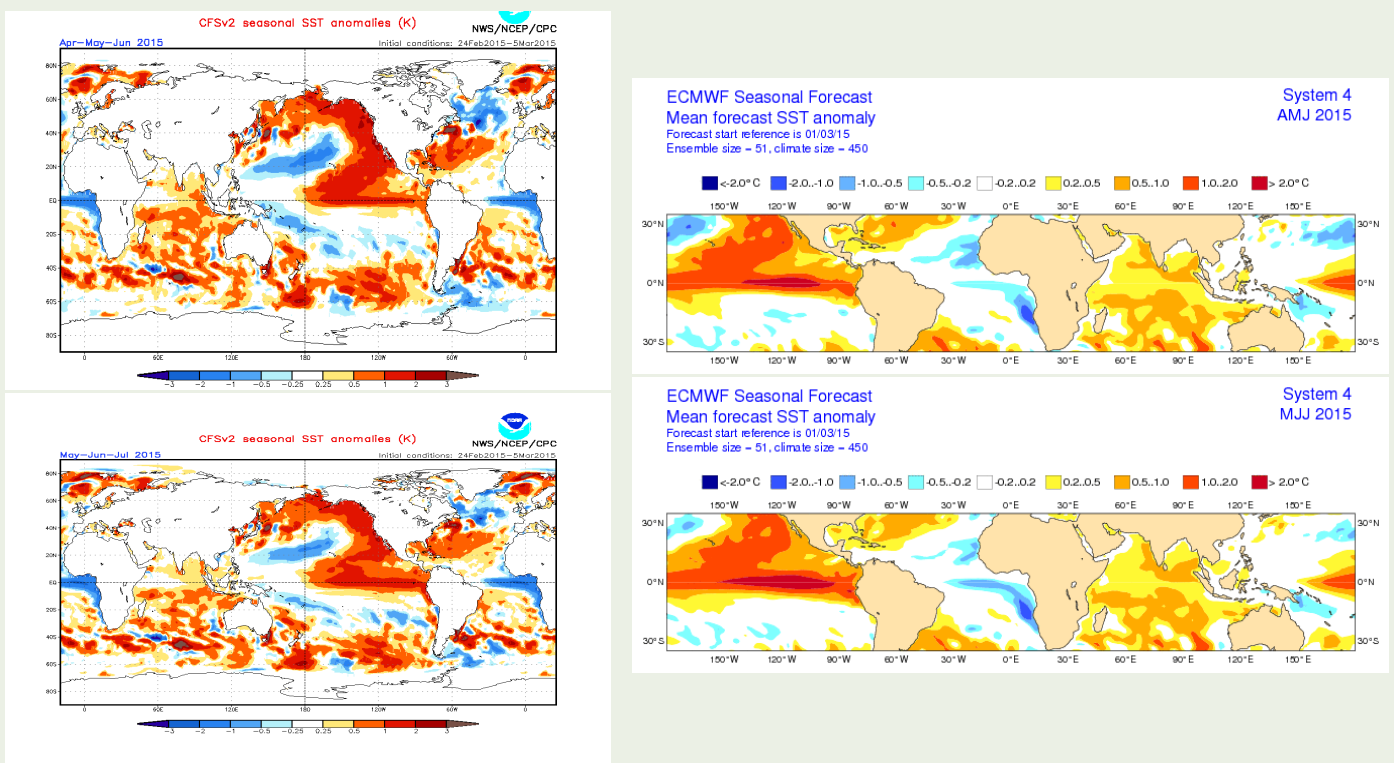 CFSv2 seasonal SST anomalies (K)
NWS/NCEP/CPC
Apr-May-Jun 2015
Initial conditions: 24Feb2015-5Mar2015
80N
60N
40N
20N
EQ
20S
40S
60S
80S
0 60E 120E 180 120W 60W 0
-3 -2 -1 -0.5 -0.25 0.25 0.5 1 2 3
CFSv2 seasonal SST anomalies (K)
NWS/NCEP/CPC
May-Jun-Jul 2015
Initial conditions: 24Feb2015-5Mar2015
80N
60N
40N
20N
EQ
20S
40S
60S
80S
0 60E 120E 180 120W 60W 0
-3 -2 -1 -0.5 -0.25 0.25 0.5 1 2 3
ECMWF Seasonal Forecast
System 4
Mean forecast SST anomaly
AMJ 2015
Forecast start reference is 01/03/15
Ensemble size = 51, climate size = 450
<-2.0°C -2.0..-1.0 -1.0..-0.5 -0.5..-0.2 -0.2..0.2 0.2..0.5 0.5..1.0 1.0..2.0 > 2.0°C
150°W 120°W 90°W 60°W 30°W 0°E 30°E 60°E 90°E 120°E 150°E
30°N 30°N
0°N 0°N
30°S 30°S
150°W 120°W 90°W 60°W 30°W 0°E 30°E 60°E 90°E 120°E 150°E
ECMWF Seasonal Forecast
System 4
Mean forecast SST anomaly
MJJ 2015
Forecast start reference is 01/03/15
Ensemble size = 51, climate size = 450
<-2.0°C -2.0..-1.0 -1.0..-0.5 -0.5..-0.2 -0.2..0.2 0.2..0.5 0.5..1.0 1.0..2.0 > 2.0°C
150°W 120°W 90°W 60°W 30°W 0°E 30°E 60°E 90°E 120°E 150°E
30°N 30°N
0°N 0°N
30°S 30°S
150°W 120°W 90°W 60°W 30°W 0°E 30°E 60°E 90°E 120°E 150°E